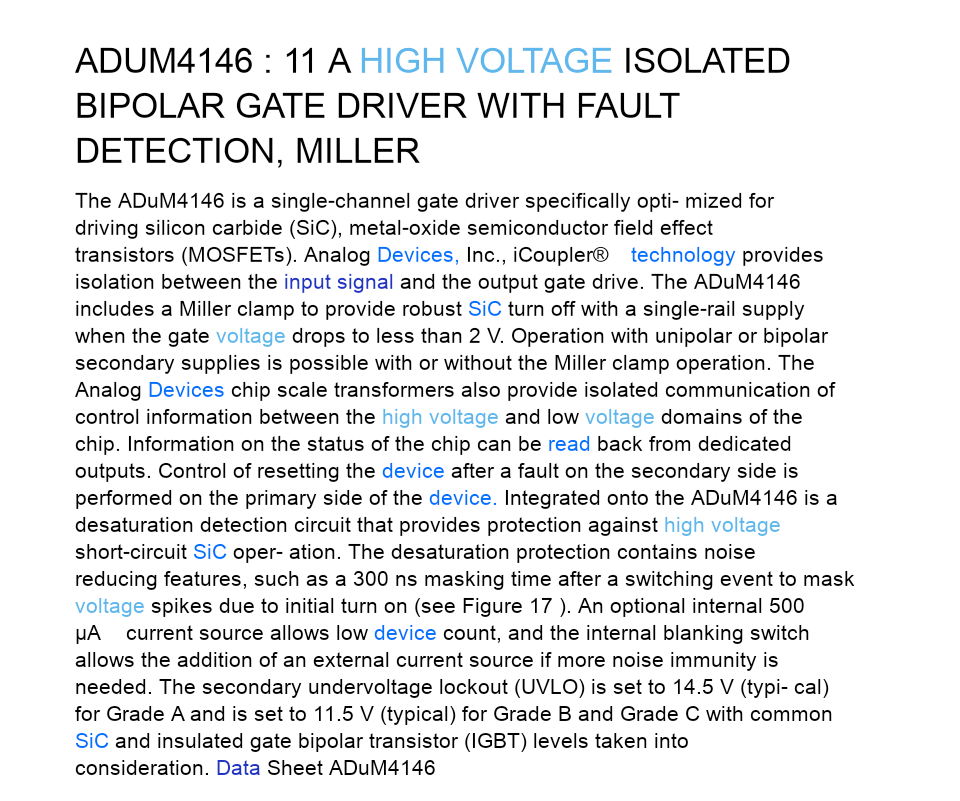 ADUM4146 : 11 A HIGH VOLTAGE ISOLATED
BIPOLAR GATE DRIVER WITH FAULT
DETECTION, MILLER
The ADuM4146 is a single-channel gate driver specifically opti- mized for
driving silicon carbide (SiC), metal-oxide semiconductor field effect
transistors (MOSFETs). Analog Devices, Inc., iCoupler® technology provides
isolation between the input signal and the output gate drive. The ADuM4146
includes a Miller clamp to provide robust SiC turn off with a single-rail supply
when the gate voltage drops to less than 2 V. Operation with unipolar or bipolar
secondary supplies is possible with or without the Miller clamp operation. The
Analog Devices chip scale transformers also provide isolated communication of
control information between the high voltage and low voltage domains of the
chip. Information on the status of the chip can be read back from dedicated
outputs. Control of resetting the device after a fault on the secondary side is
performed on the primary side of the device. Integrated onto the ADuM4146 is a
desaturation detection circuit that provides protection against high voltage
short-circuit SiC oper- ation. The desaturation protection contains noise
reducing features, such as a 300 ns masking time after a switching event to mask
voltage spikes due to initial turn on (see Figure 17 ). An optional internal 500
µA current source allows low device count, and the internal blanking switch
allows the addition of an external current source if more noise immunity is
needed. The secondary undervoltage lockout (UVLO) is set to 14.5 V (typi- cal)
for Grade A and is set to 11.5 V (typical) for Grade B and Grade C with common
SiC and insulated gate bipolar transistor (IGBT) levels taken into
consideration. Data Sheet ADuM4146